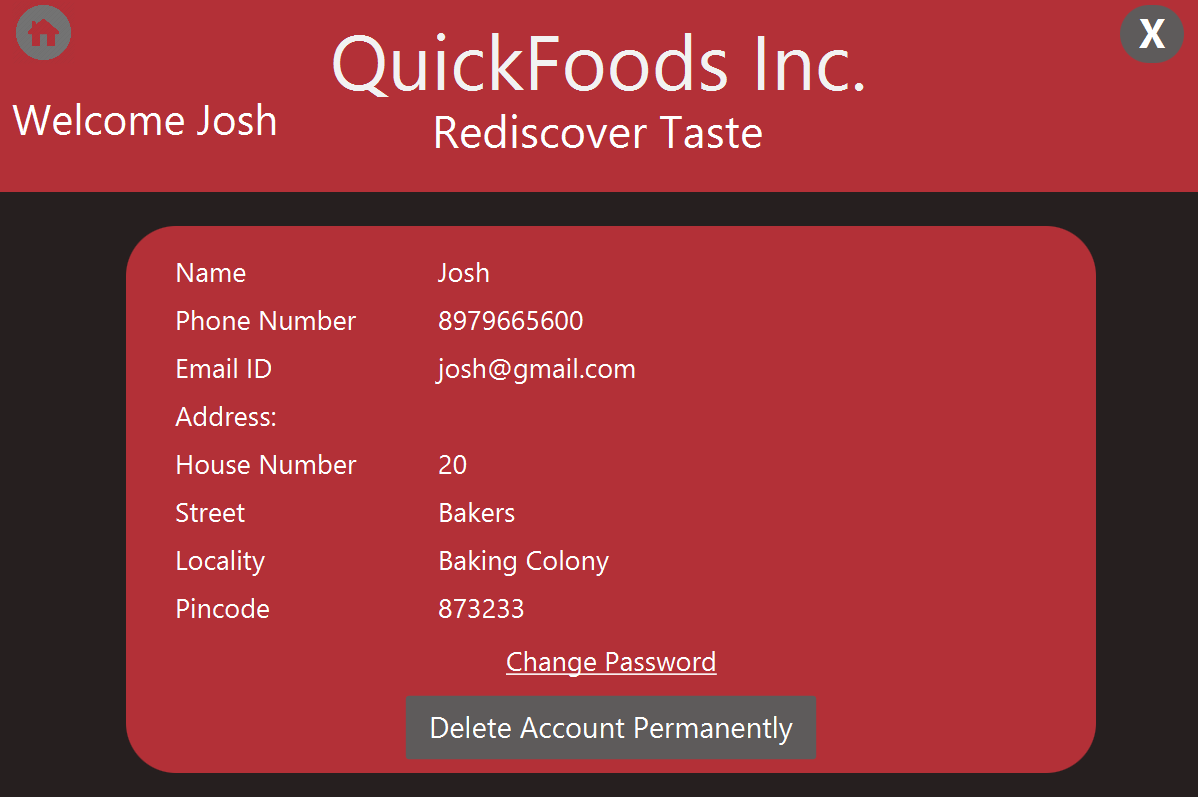 QuickFoods Inc.
X
Welcome Josh
Rediscover Taste
Name Josh
Phone Number 8979665600
Email ID josh@gmail.com
Address:
House Number 20
Street Bakers
Locality Baking Colony
Pincode 873233
Change Password
Delete Account Permanently